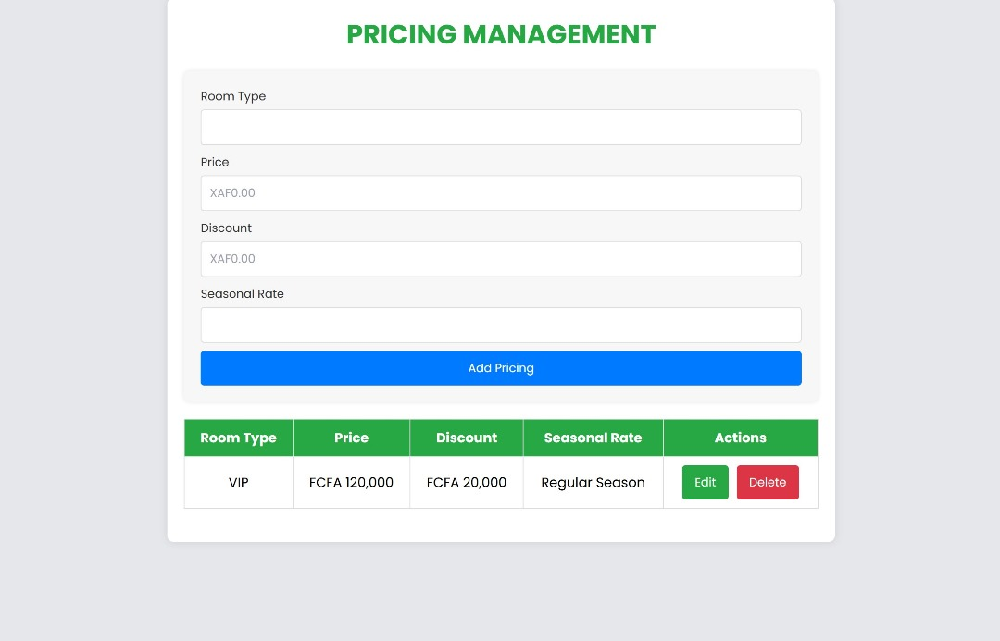 PRICING MANAGEMENT
Room Type
Price
XAF0.00
Discount
XAF0.00
Seasonal Rate
Add Pricing
Room Type Price Discount Seasonal Rate Actions
VIP FCFA 120,000 FCFA 20,000 Regular Season Edit Delete